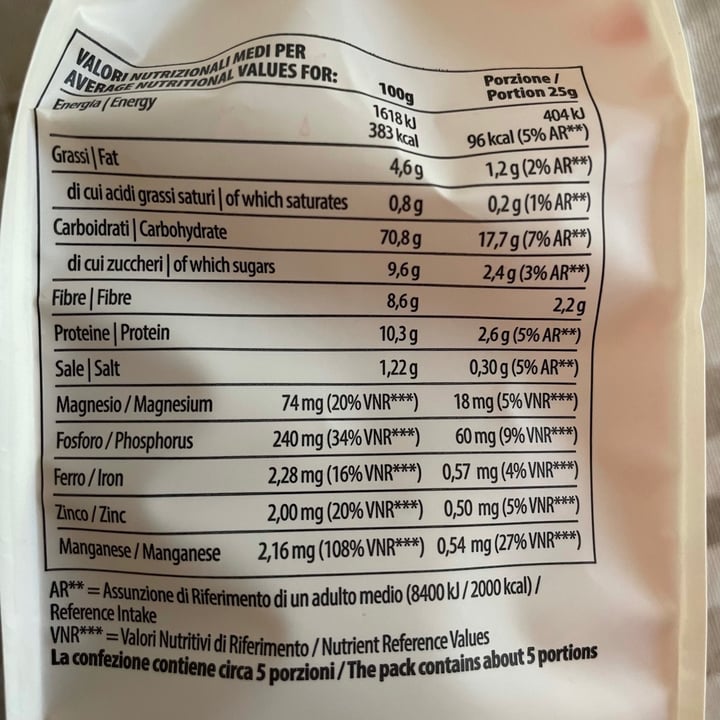 VALORI NUTRIZIONALI MEDI PER
AVERAGE NUTRITIONAL VALUES FOR: 100g Porzione / Portion 25g
Energia / Energy 1618 kJ 383 kcal 404 kJ 96 kcal (5% AR**)
Grassi | Fat 4,6 g 1,2 g (2% AR**)
di cui acidi grassi saturi | of which saturates 0,8 g 0,2 g (1% AR**)
Carboidrati | Carbohydrate 70,8 g 17,7 g (7% AR**)
di cui zuccheri | of which sugars 9,6 g 2,4 g (3% AR**)
Fibre | Fibre 8,6 g 2,2 g
Proteine | Protein 10,3 g 2,6 g (5% AR**)
Sale | Salt 1,22 g 0,30 g (5% AR**)
Magnesio / Magnesium 74 mg (20% VNR***) 18 mg (5% VNR***)
Fosforo / Phosphorus 240 mg (34% VNR***) 60 mg (9% VNR***)
Ferro / Iron 2,28 mg (16% VNR***) 0,57 mg (4% VNR***)
Zinco / Zinc 2,00 mg (20% VNR***) 0,50 mg (5% VNR***)
Manganese / Manganese 2,16 mg (108% VNR***) 0,54 mg (27% VNR***)
AR** = Assunzione di Riferimento di un adulto medio (8400 kJ / 2000 kcal) /
Reference Intake
VNR*** = Valori Nutritivi di Riferimento / Nutrient Reference Values
La confezione contiene circa 5 porzioni / The pack contains about 5 portions